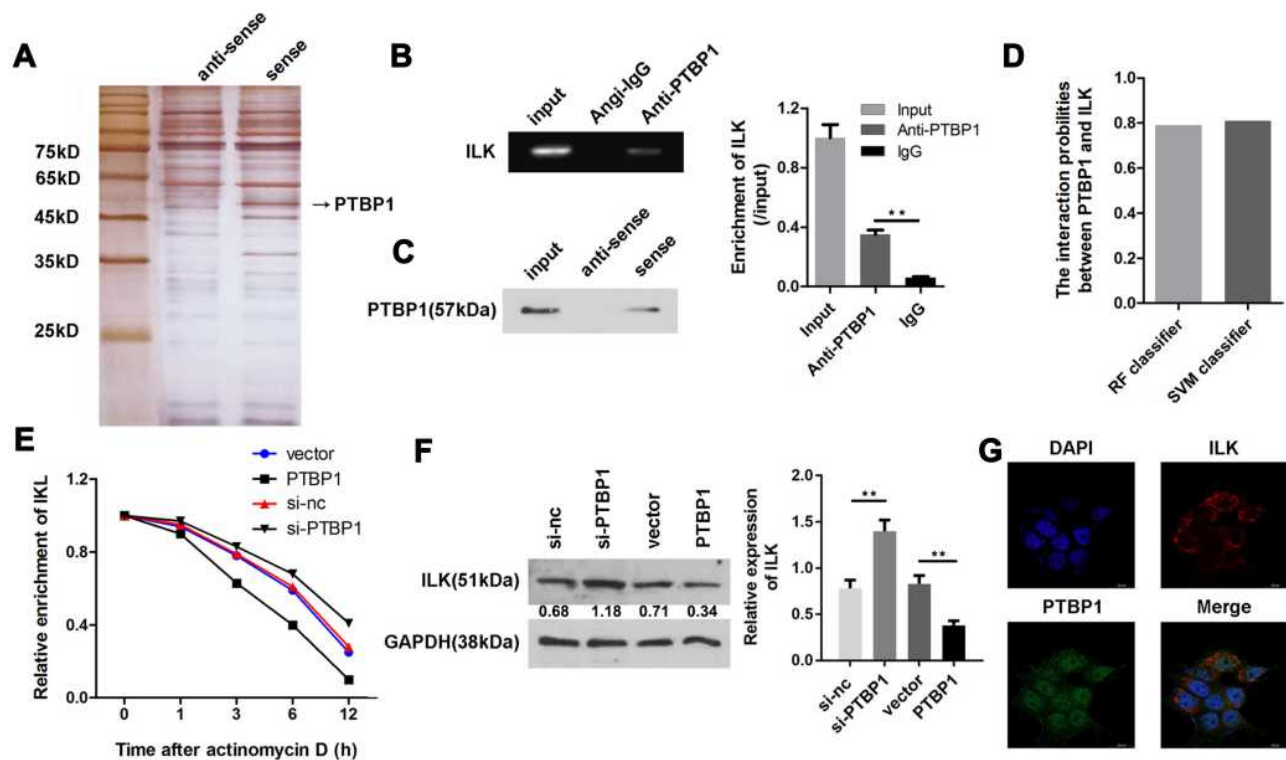 A
anti-sense
sense
75kD
65kD
45kD
35kD
25kD
→ PTBP1
B
input
Angi-IgG
Anti-PTBP1
ILK
Enrichment of ILK
(/input)
1.2
0.8
0.4
0.0
Input
Anti-PTBP1
IgG
**
Input
Anti-PTBP1
IgG
C
input
anti-sense
sense
PTBP1(57kDa)
D
The interaction probilities
between PTBP1 and ILK
1.0
0.8
0.6
0.4
0.2
0.0
RF classifier
SVM classifier
E
Relative enrichment of IKL
1.2
0.8
0.4
0.0
vector
PTBP1
si-nc
si-PTBP1
0 1 3 6 12
Time after actinomycin D (h)
F
si-nc
si-PTBP1
vector
PTBP1
ILK(51kDa)
0.68 1.18 0.71 0.34
GAPDH(38kDa)
Relative expression
of ILK
2.0
1.5
1.0
0.5
0.0
**
**
si-nc
si-PTBP1
vector
PTBP1
G
DAPI
ILK
PTBP1
Merge